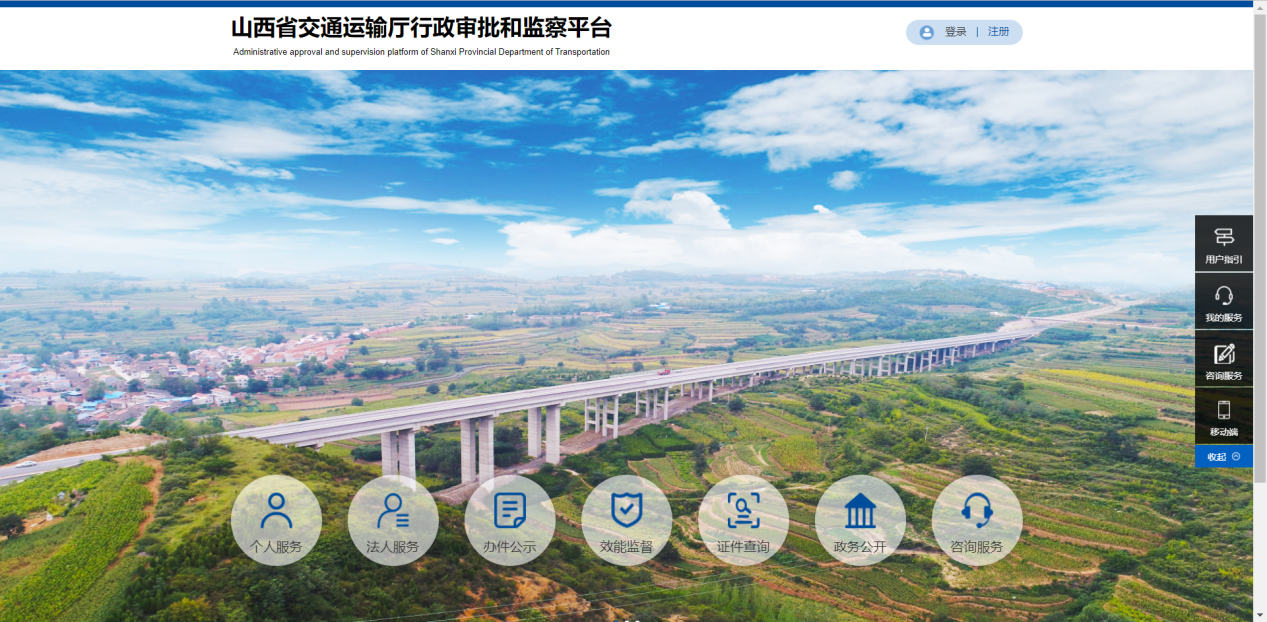 山西省交通运输厅行政审批和监察平台
Administrative approval and supervision platform of Shanxi Provincial Department of Transportation
登录 | 注册
用户指引
我的服务
咨询服务
移动端
收起
个人服务
法人服务
办件公示
效能监督
证件查询
政务公开
咨询服务